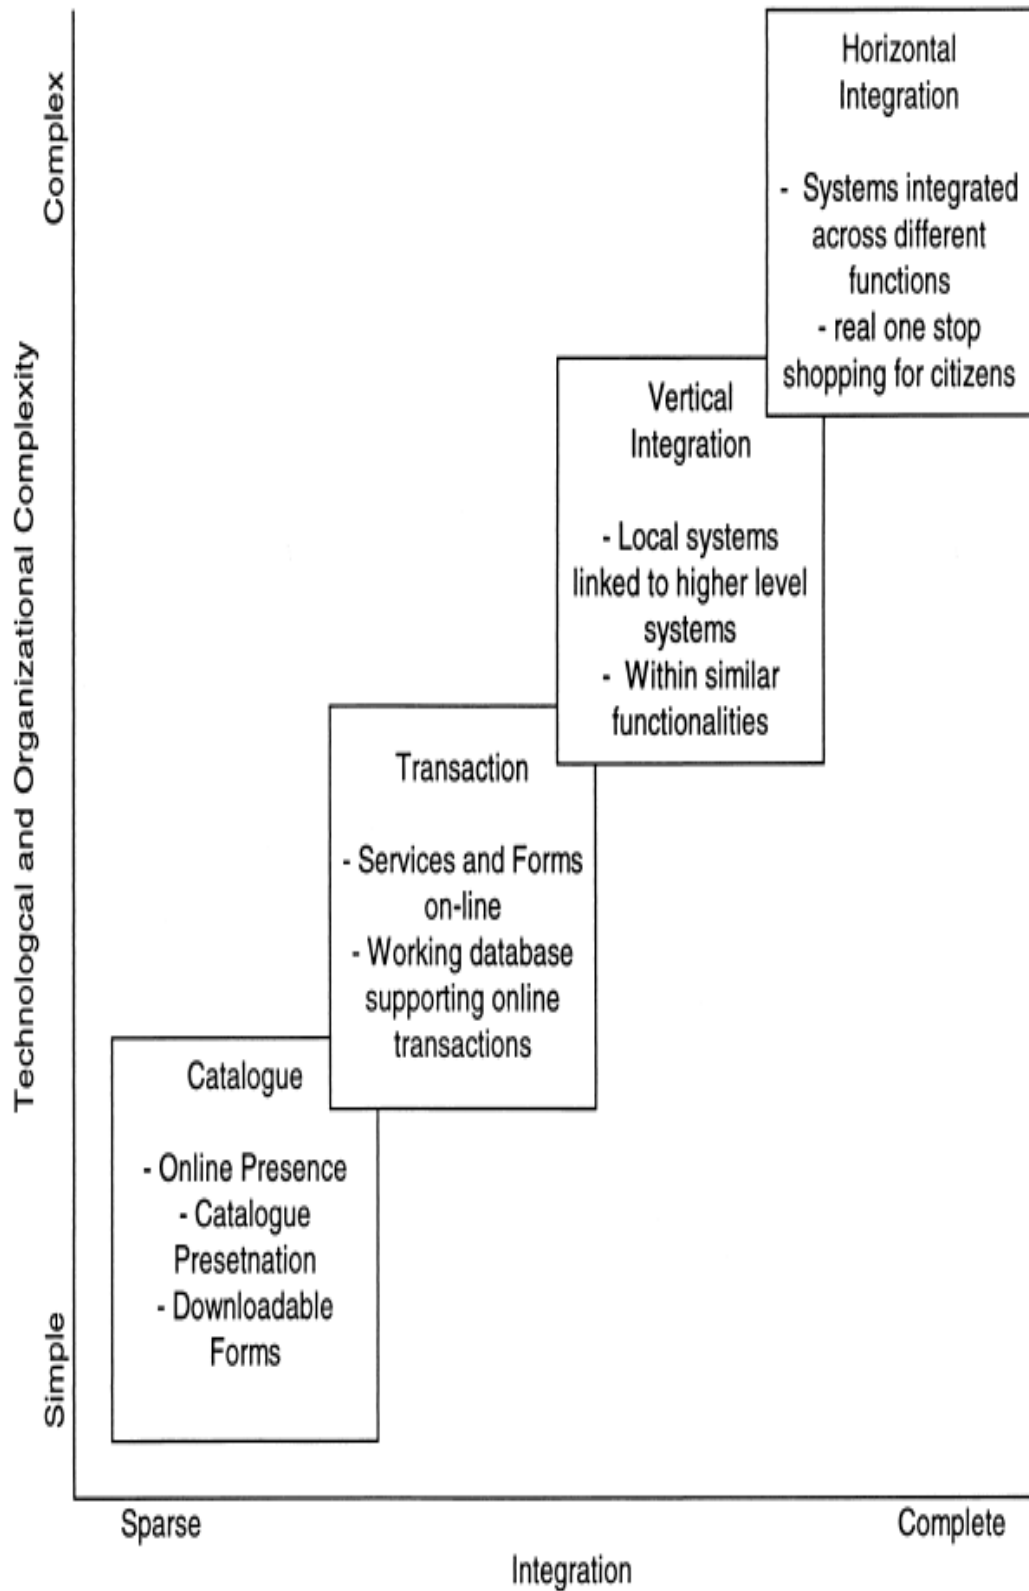 Complex
Technologcal and Organizational Complexity
Simple
Horizontal
Integration
- Systems integrated
across different
functions
- real one stop
shopping for citizens
Vertical
Integration
- Local systems
linked to higher level
systems
- Within similar
functionalities
Transaction
- Services and Forms
on-line
- Working database
supporting online
transactions
Catalogue
- Online Presence
- Catalogue
Presetnation
- Downloadable
Forms
Sparse
Complete
Integration